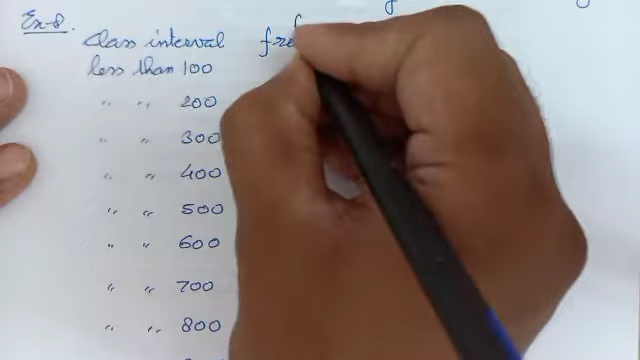 Ex-8.
class interval
less than 100
" " 200
" " 300
" " 400
" " 500
" " 600
" " 700
" " 800